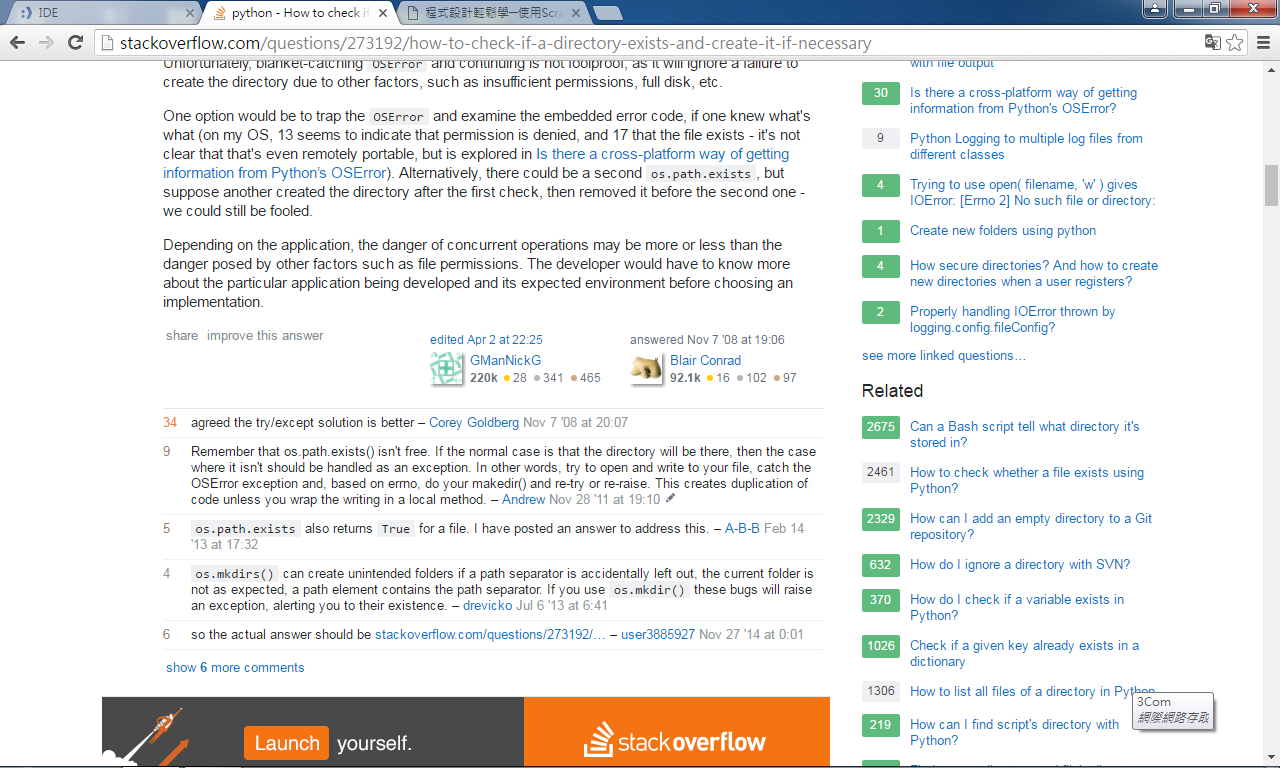 IDE
python - How to check if
程式設計輕鬆學─使用Scra
stackoverflow.com/questions/273192/how-to-check-if-a-directory-exists-and-create-it-if-necessary
Unfortunately, blanket-catching OSError and continuing is not foolproof, as it will ignore a failure to
create the directory due to other factors, such as insufficient permissions, full disk, etc.
One option would be to trap the OSError and examine the embedded error code, if one knew what's
what (on my OS, 13 seems to indicate that permission is denied, and 17 that the file exists - it's not
clear that that's even remotely portable, but is explored in Is there a cross-platform way of getting
information from Python's OSError). Alternatively, there could be a second os.path.exists, but
suppose another created the directory after the first check, then removed it before the second one -
we could still be fooled.
Depending on the application, the danger of concurrent operations may be more or less than the
danger posed by other factors such as file permissions. The developer would have to know more
about the particular application being developed and its expected environment before choosing an
implementation.
share improve this answer
edited Apr 2 at 22:25
GManNickG
220k 28 341 465
answered Nov 7 '08 at 19:06
Blair Conrad
92.1k 16 102 97
34 agreed the try/except solution is better – Corey Goldberg Nov 7 '08 at 20:07
9 Remember that os.path.exists() isn't free. If the normal case is that the directory will be there, then the case
where it isn't should be handled as an exception. In other words, try to open and write to your file, catch the
OSError exception and, based on errno, do your makedir() and re-try or re-raise. This creates duplication of
code unless you wrap the writing in a local method. – Andrew Nov 28 '11 at 19:10
5 os.path.exists also returns True for a file. I have posted an answer to address this. – A-B-B Feb 14
'13 at 17:32
4 os.mkdirs() can create unintended folders if a path separator is accidentally left out, the current folder is
not as expected, a path element contains the path separator. If you use os.mkdir() these bugs will raise
an exception, alerting you to their existence. – drevicko Jul 6 '13 at 6:41
6 so the actual answer should be stackoverflow.com/questions/273192/… – user3885927 Nov 27 '14 at 0:01
show 6 more comments
Launch yourself.
stackoverflow
with file output
30 Is there a cross-platform way of getting
information from Python's OSError?
9 Python Logging to multiple log files from
different classes
4 Trying to use open( filename, 'w' ) gives
IOError: [Errno 2] No such file or directory:
1 Create new folders using python
4 How secure directories? And how to create
new directories when a user registers?
2 Properly handling IOError thrown by
logging.config.fileConfig?
see more linked questions…
Related
2675 Can a Bash script tell what directory it's
stored in?
2461 How to check whether a file exists using
Python?
2329 How can I add an empty directory to a Git
repository?
632 How do I ignore a directory with SVN?
370 How do I check if a variable exists in
Python?
1026 Check if a given key already exists in a
dictionary
1306 How to list all files of a directory in Python
219 How can I find script's directory with
Python?
3Com
網際網路存取